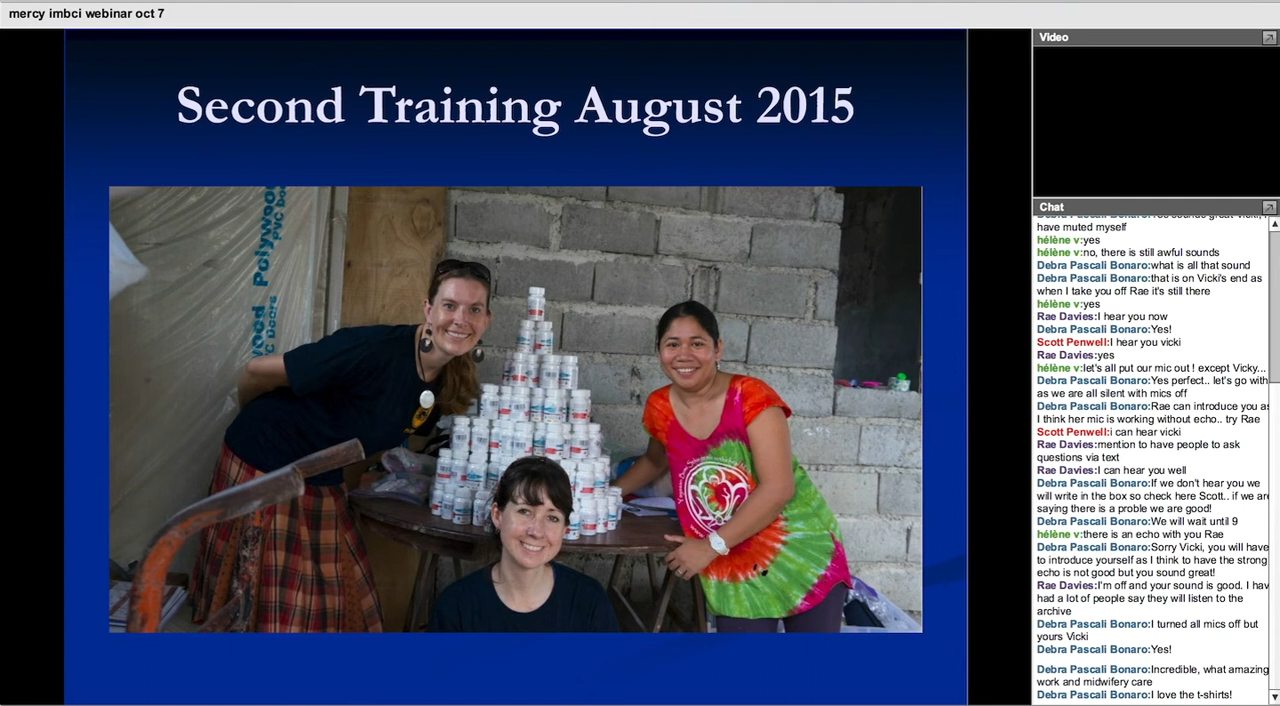 mercy imbci webinar oct 7
Second Training August 2015
Polywood
PVC Doors
Video
Chat
have muted myself
hélène v:yes
hélène v:no, there is still awful sounds
Debra Pascali Bonaro:what is all that sound
Debra Pascali Bonaro:that is on Vicki's end as
when I take you off Rae it's still there
hélène v:yes
Rae Davies:I hear you now
Debra Pascali Bonaro:Yes!
Scott Penwell:I hear you vicki
Rae Davies:yes
hélène v:let's all put our mic out ! except Vicky...
Debra Pascali Bonaro:Yes perfect.. let's go with
as we are all silent with mics off
Debra Pascali Bonaro:Rae can introduce you as
I think her mic is working without echo.. try Rae
Scott Penwell:i can hear vicki
Rae Davies:mention to have people to ask
questions via text
Rae Davies:I can hear you well
Debra Pascali Bonaro:If we don't hear you we
will write in the box so check here Scott.. if we are
saying there is a proble we are good!
Debra Pascali Bonaro:We will wait until 9
hélène v:there is an echo with you Rae
Debra Pascali Bonaro:Sorry Vicki, you will have
to introduce yourself as I think to have the strong
echo is not good but you sound great!
Rae Davies:I'm off and your sound is good. I hav
had a lot of people say they will listen to the
archive
Debra Pascali Bonaro:I turned all mics off but
yours Vicki
Debra Pascali Bonaro:Yes!
Debra Pascali Bonaro:Incredible, what amazing
work and midwifery care
Debra Pascali Bonaro:I love the t-shirts!